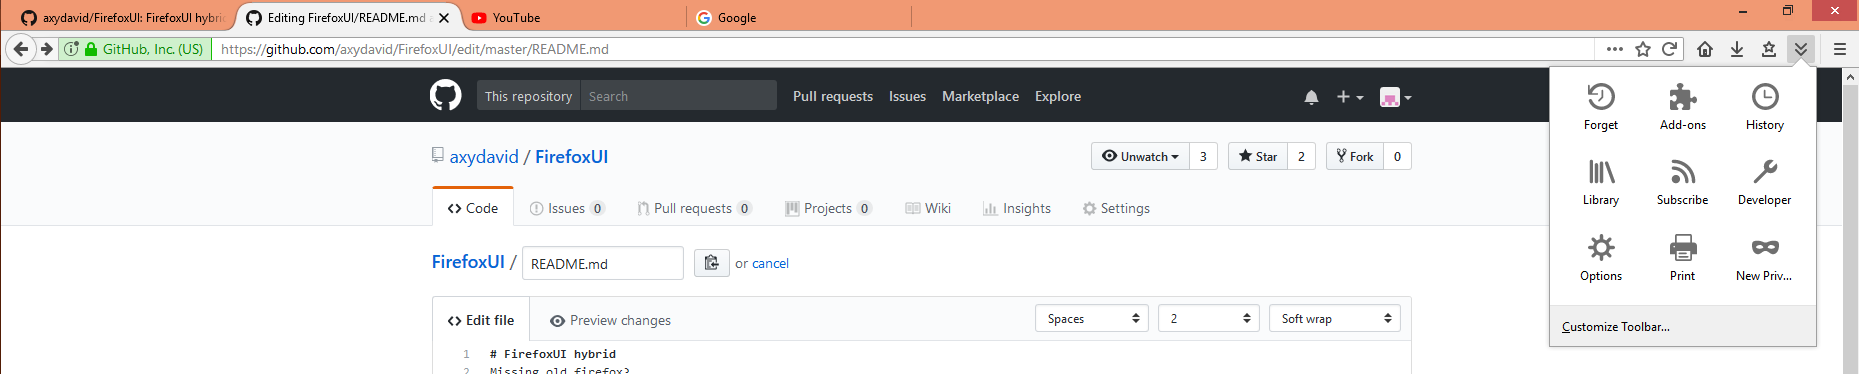 axydavid/FirefoxUI: FirefoxUI hybri
Editing FirefoxUI/README.md a
YouTube
Google
GitHub, Inc. (US)
https://github.com/axydavid/FirefoxUI/edit/master/README.md
This repository
Search
Pull requests
Issues
Marketplace
Explore
Forget
Add-ons
History
axydavid / FirefoxUI
Unwatch
3
Star
2
Fork
0
Library
Subscribe
Developer
Code
Issues 0
Pull requests 0
Projects 0
Wiki
Insights
Settings
Options
Print
New Priv...
FirefoxUI /
README.md
or cancel
Customize Toolbar...
Edit file
Preview changes
Spaces
2
Soft wrap
1 # FirefoxUI hybrid
2 Missing old firefox?